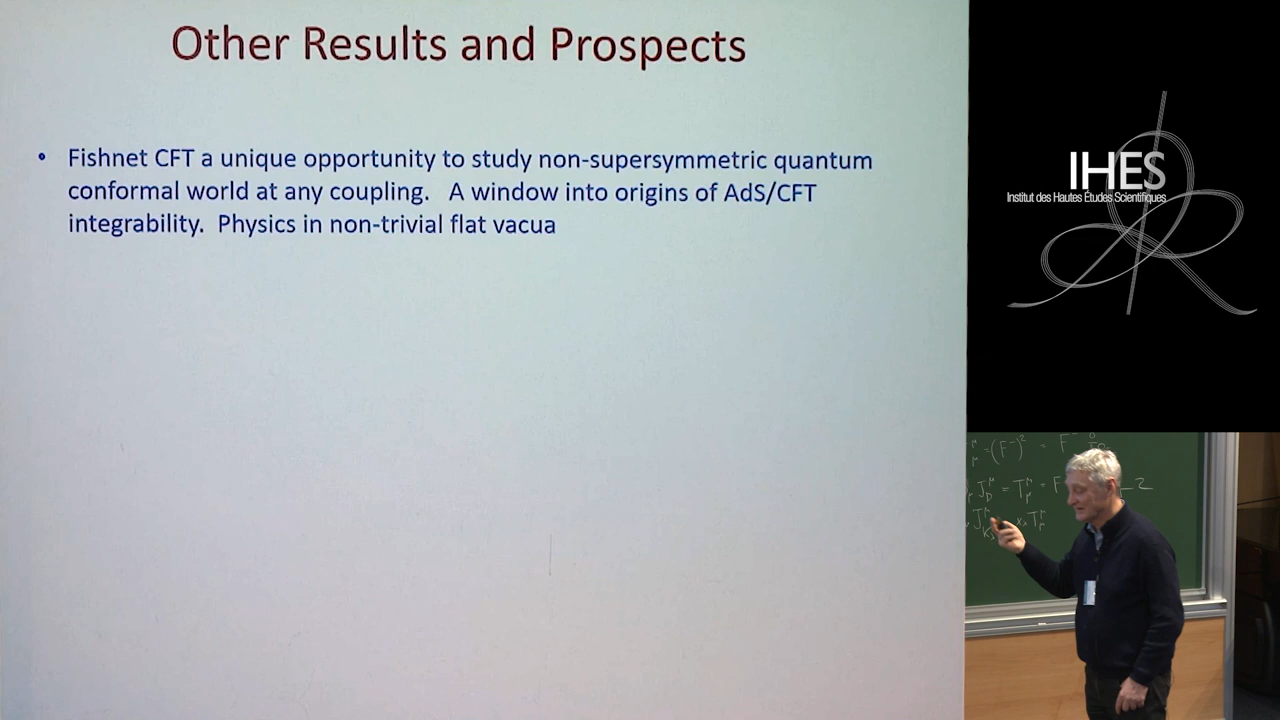 Other Results and Prospects
• Fishnet CFT a unique opportunity to study non-supersymmetric quantum
conformal world at any coupling. A window into origins of AdS/CFT
integrability. Physics in non-trivial flat vacua
IHES
Institut des Hautes Études Scientifiques